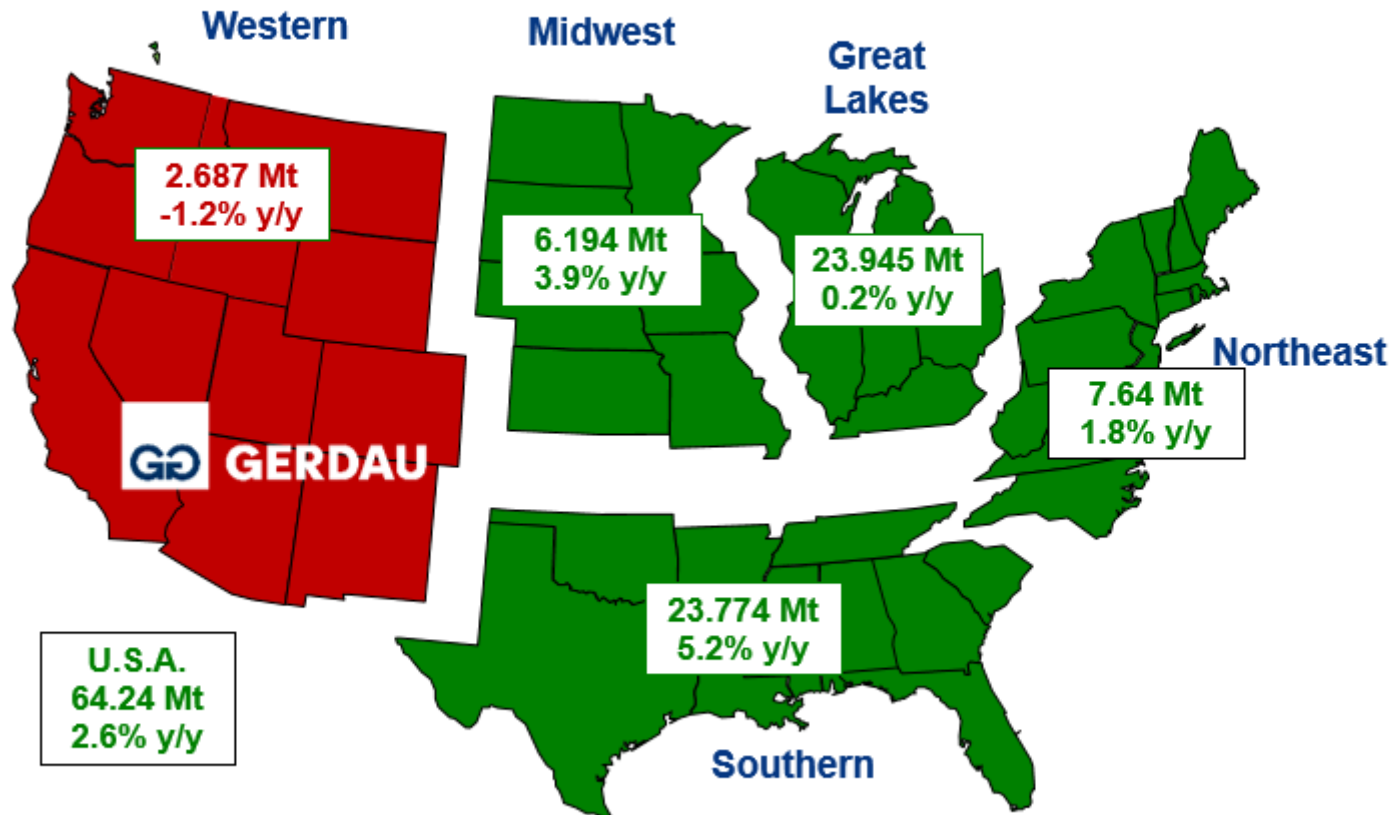 Western
2.687 Mt
-1.2% y/y
Midwest
6.194 Mt
3.9% y/y
Great
Lakes
23.945 Mt
0.2% y/y
Northeast
7.64 Mt
1.8% y/y
GG GERDAU
23.774 Mt
5.2% y/y
Southern
U.S.A.
64.24 Mt
2.6% y/y